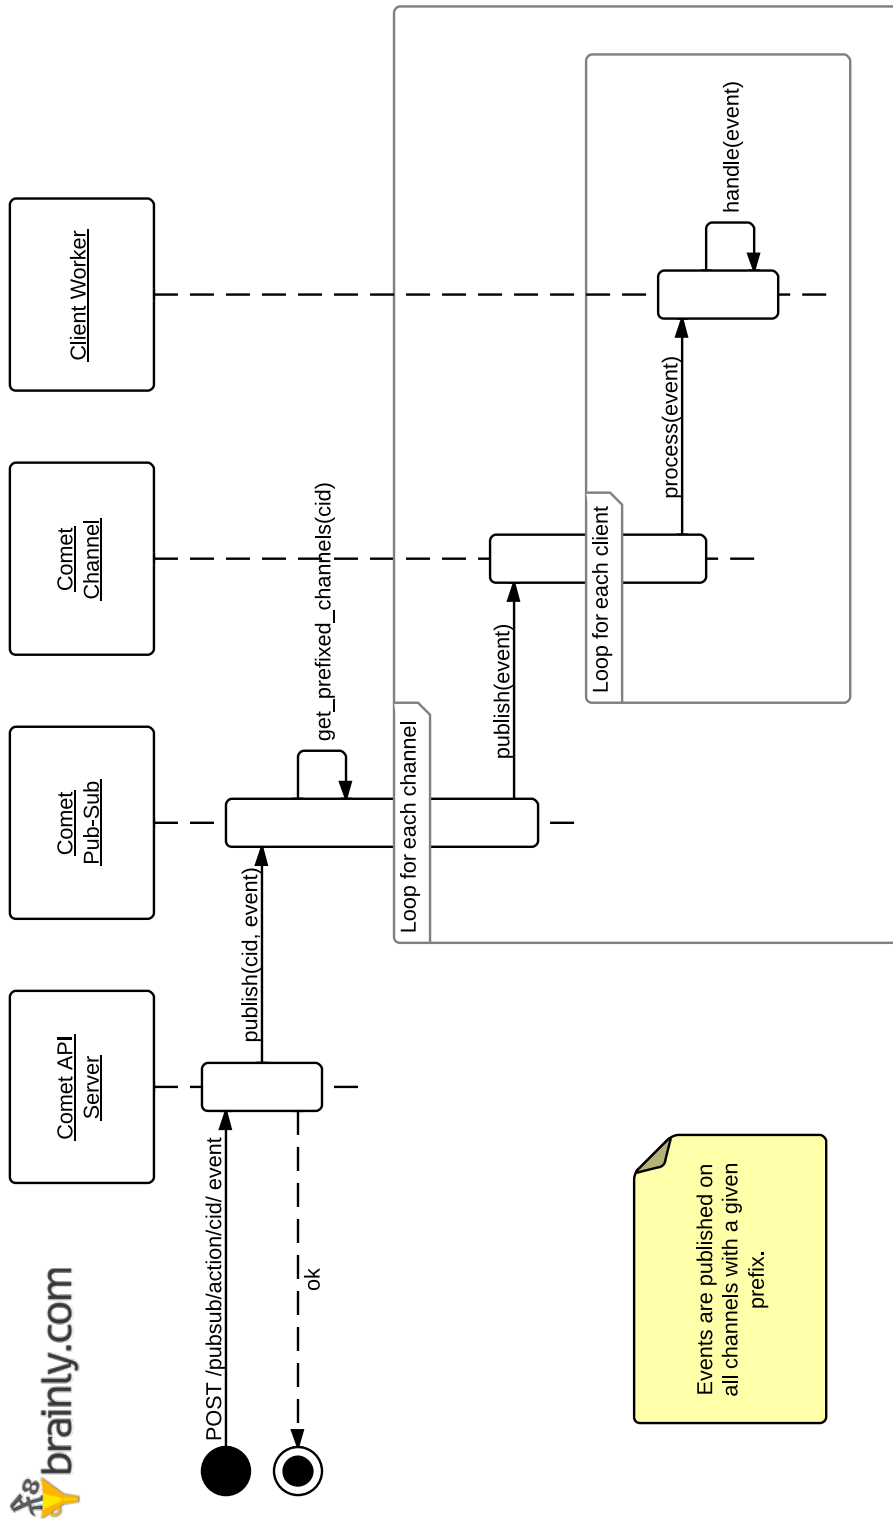 brainly.com
Comet API
Server
Comet
Pub-Sub
Comet
Channel
Client Worker
POST /pubsub/action/cid/ event
publish(cid, event)
ok
get_prefixed_channels(cid)
Loop for each channel
publish(event)
Loop for each client
process(event)
handle(event)
Events are published on
all channels with a given
prefix.